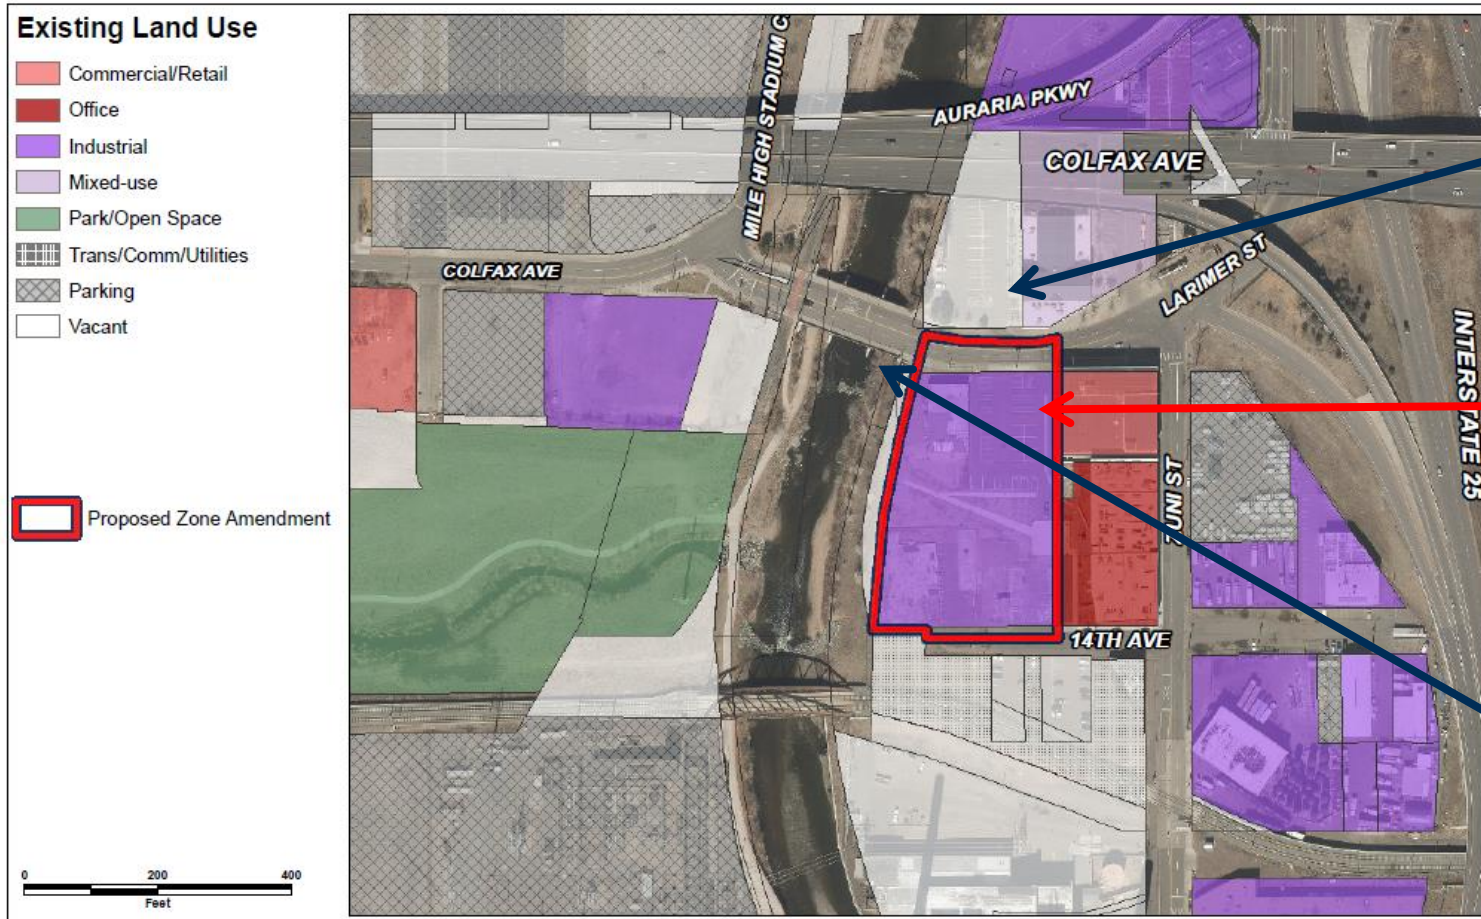 Existing Land Use
Commercial/Retail
Office
Industrial
Mixed-use
Park/Open Space
Trans/Comm/Utilities
Parking
Vacant
Proposed Zone Amendment
0 200 400
Feet
MILE HIGH STADIUM C
AURARIA PKWY
COLFAX AVE
LARIMER ST
COLFAX AVE
INTERSTATE 25
ZUNI ST
14TH AVE